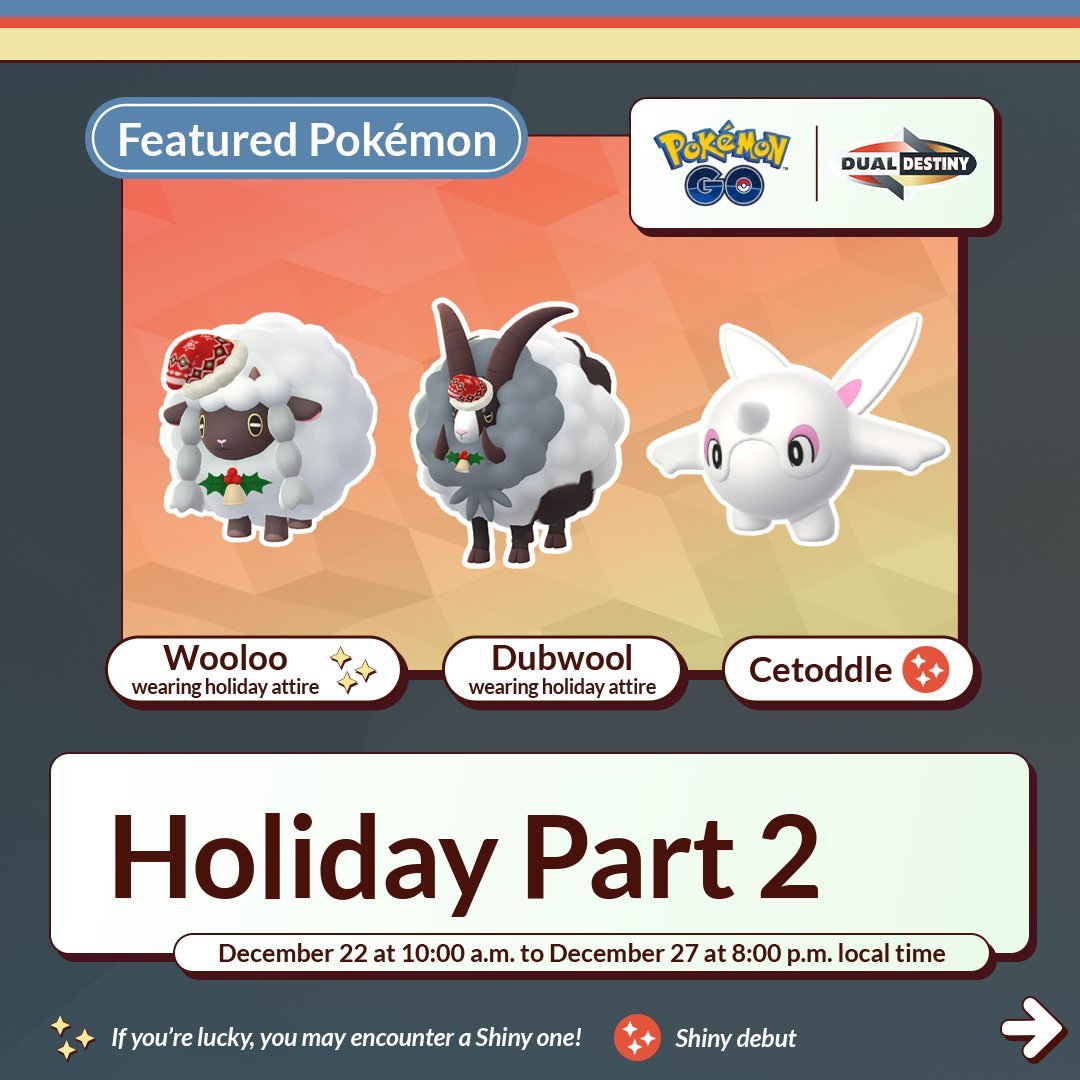 Featured Pokémon
POKÉMON
GO
DUAL DESTINY
Wooloo
wearing holiday attire
Dubwool
wearing holiday attire
Cetoddle
Holiday Part 2
December 22 at 10:00 a.m. to December 27 at 8:00 p.m. local time
If you're lucky, you may encounter a Shiny one!
Shiny debut